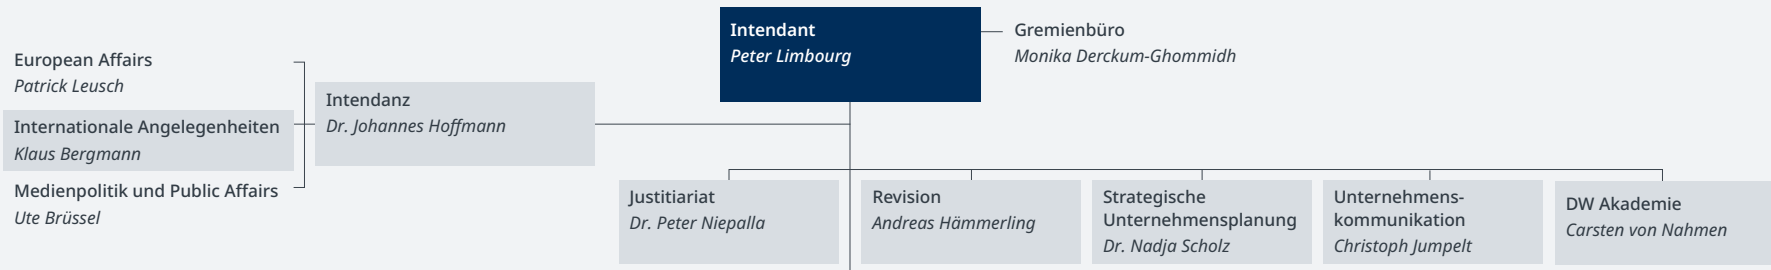 Intendant
Peter Limbourg
Gremienbüro
Monika Derckum-Ghommidh
European Affairs
Patrick Leusch
Internationale Angelegenheiten
Klaus Bergmann
Medienpolitik und Public Affairs
Ute Brüssel
Intendanz
Dr. Johannes Hoffmann
Justitiariat
Dr. Peter Niepalla
Revision
Andreas Hämmerling
Strategische
Unternehmensplanung
Dr. Nadja Scholz
Unternehmens-
kommunikation
Christoph Jumpelt
DW Akademie
Carsten von Nahmen